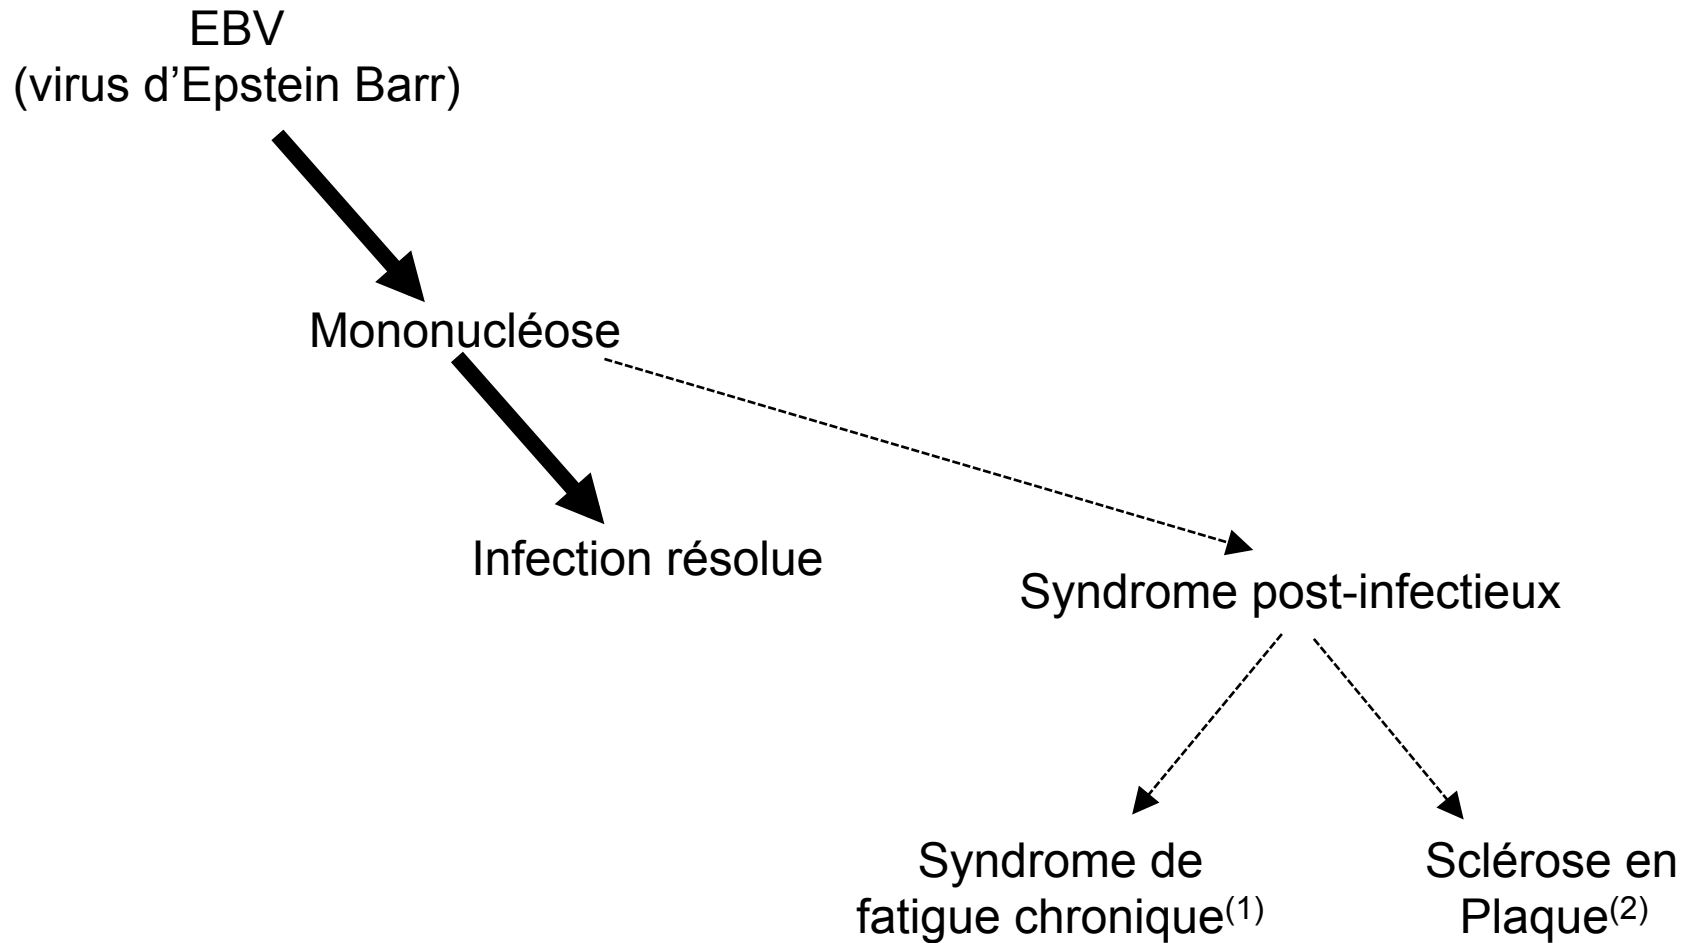 EBV
(virus d’Epstein Barr)
Mononucléose
Infection résolue
Syndrome post-infectieux
Syndrome de
fatigue chronique(1)
Sclérose en
Plaque(2)